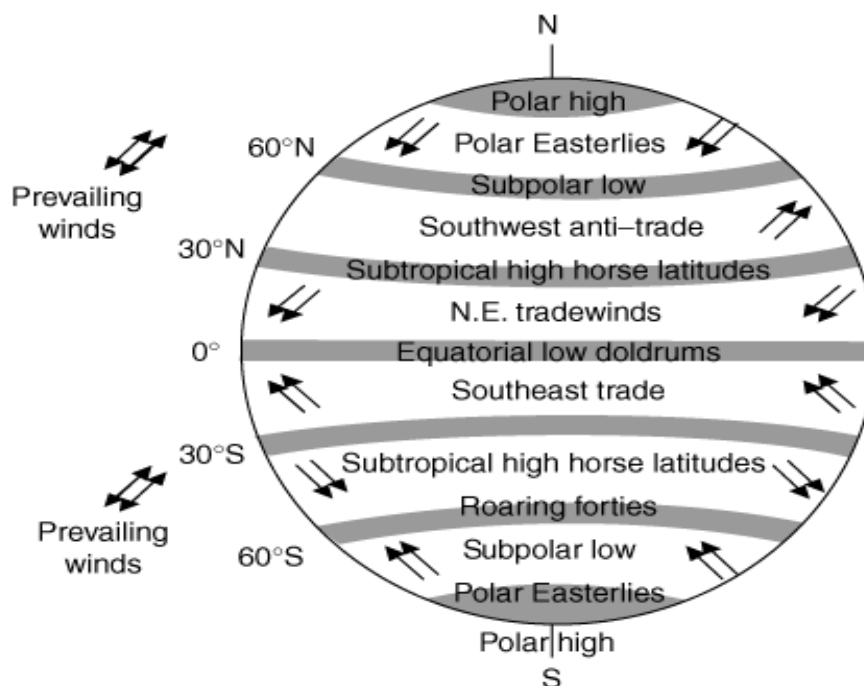 N
Polar high
60°N
Polar Easterlies
Prevailing
winds
Subpolar low
Southwest anti–trade
30°N
Subtropical high horse latitudes
N.E. tradewinds
0°
Equatorial low doldrums
Southeast trade
30°S
Subtropical high horse latitudes
Prevailing
winds
Roaring forties
60°S
Subpolar low
Polar Easterlies
Polar high
S